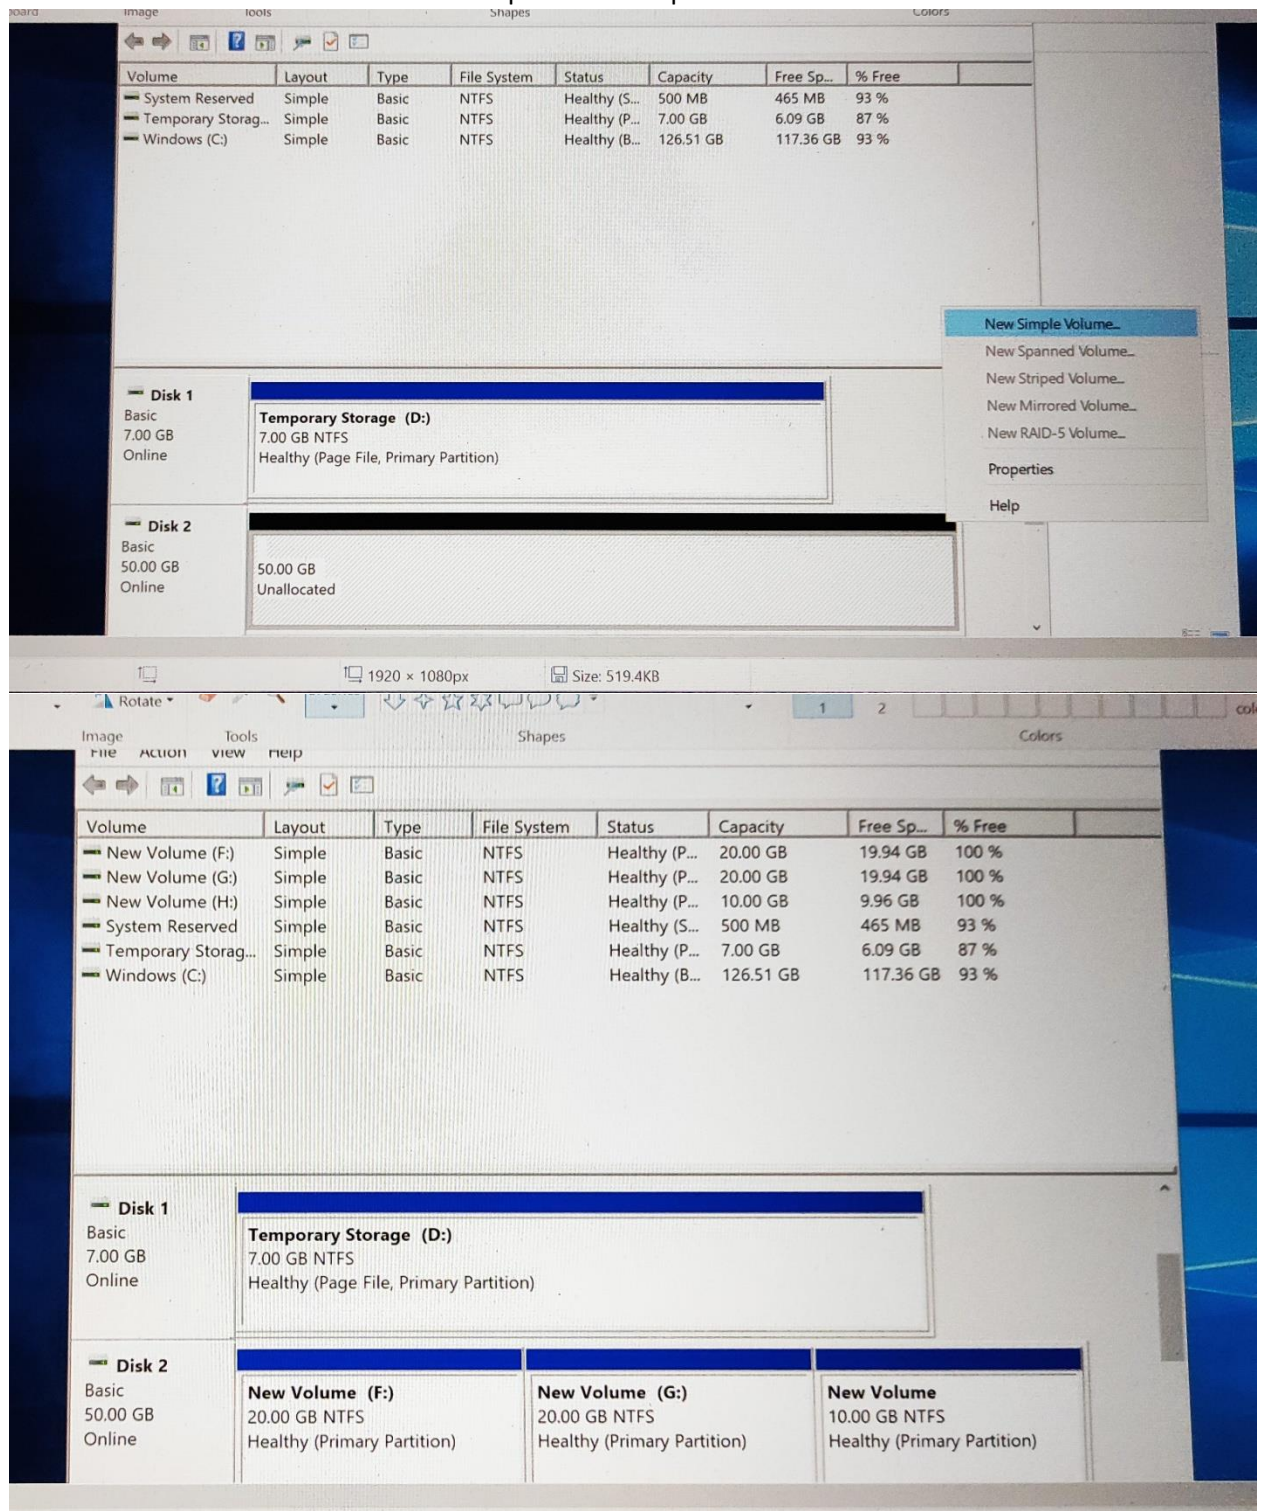 Image Tools Shapes Colors
Volume Layout Type File System Status Capacity Free Sp... % Free
System Reserved Simple Basic NTFS Healthy (S... 500 MB 465 MB 93 %
Temporary Storag... Simple Basic NTFS Healthy (P... 7.00 GB 6.09 GB 87 %
Windows (C:) Simple Basic NTFS Healthy (B... 126.51 GB 117.36 GB 93 %
New Simple Volume...
New Spanned Volume...
New Striped Volume...
New Mirrored Volume...
New RAID-5 Volume...
Properties
Help
Disk 1
Basic
7.00 GB
Online
Temporary Storage (D:)
7.00 GB NTFS
Healthy (Page File, Primary Partition)
Disk 2
Basic
50.00 GB
Online
50.00 GB
Unallocated
1920 × 1080px Size: 519.4KB
Rotate 1 2
Image Tools Shapes Colors
File Action View Help
Volume Layout Type File System Status Capacity Free Sp... % Free
New Volume (F:) Simple Basic NTFS Healthy (P... 20.00 GB 19.94 GB 100 %
New Volume (G:) Simple Basic NTFS Healthy (P... 20.00 GB 19.94 GB 100 %
New Volume (H:) Simple Basic NTFS Healthy (P... 10.00 GB 9.96 GB 100 %
System Reserved Simple Basic NTFS Healthy (S... 500 MB 465 MB 93 %
Temporary Storag... Simple Basic NTFS Healthy (P... 7.00 GB 6.09 GB 87 %
Windows (C:) Simple Basic NTFS Healthy (B... 126.51 GB 117.36 GB 93 %
Disk 1
Basic
7.00 GB
Online
Temporary Storage (D:)
7.00 GB NTFS
Healthy (Page File, Primary Partition)
Disk 2
Basic
50.00 GB
Online
New Volume (F:)
20.00 GB NTFS
Healthy (Primary Partition)
New Volume (G:)
20.00 GB NTFS
Healthy (Primary Partition)
New Volume
10.00 GB NTFS
Healthy (Primary Partition)